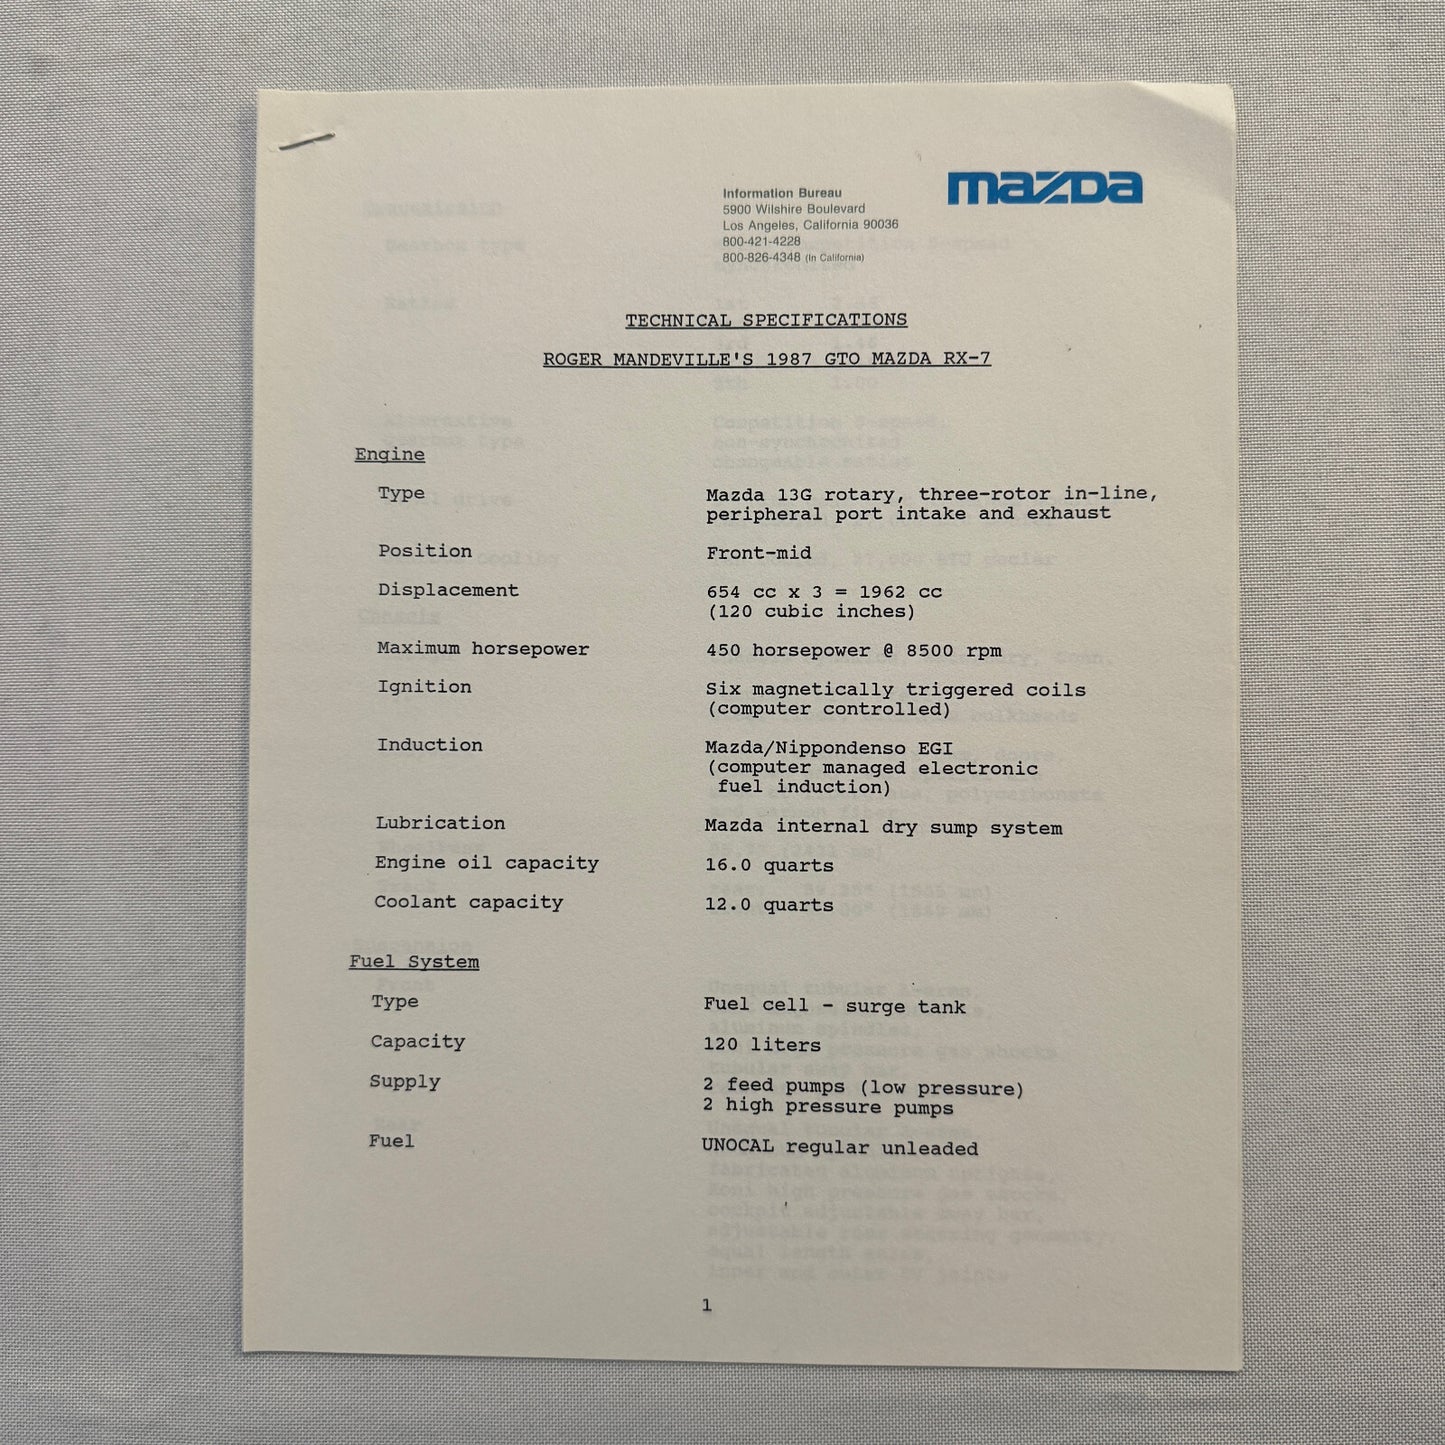 mazda
Information Bureau
5900 Wilshire Boulevard
Los Angeles, California 90036
800-421-4228
800-826-4348 (In California)
TECHNICAL SPECIFICATIONS
ROGER MANDEVILLE'S 1987 GTO MAZDA RX-7
Engine
Type Mazda 13G rotary, three-rotor in-line,
peripheral port intake and exhaust
Position Front-mid
Displacement 654 cc x 3 = 1962 cc
(120 cubic inches)
Maximum horsepower 450 horsepower @ 8500 rpm
Ignition Six magnetically triggered coils
(computer controlled)
Induction Mazda/Nippondenso EGI
(computer managed electronic
fuel induction)
Lubrication Mazda internal dry sump system
Engine oil capacity 16.0 quarts
Coolant capacity 12.0 quarts
Fuel System
Type Fuel cell - surge tank
Capacity 120 liters
Supply 2 feed pumps (low pressure)
2 high pressure pumps
Fuel UNOCAL regular unleaded
1